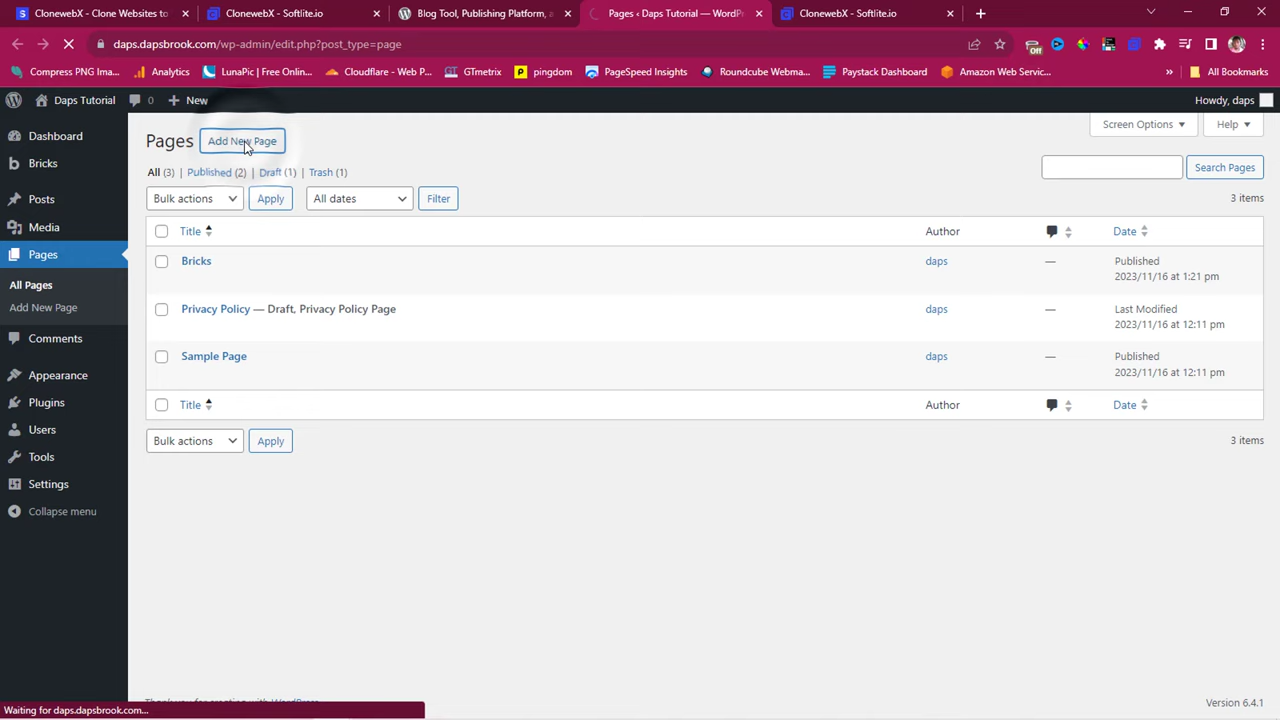 ClonewebX - Clone Websites to
ClonewebX - Softlite.io
Blog Tool, Publishing Platform, a
Pages ‹ Daps Tutorial — WordPr
ClonewebX - Softlite.io
daps.dapsbrook.com/wp-admin/edit.php?post_type=page
Off
Compress PNG Ima...
Analytics
LunaPic | Free Onlin...
Cloudflare - Web P...
GTmetrix
pingdom
PageSpeed Insights
Roundcube Webma...
Paystack Dashboard
Amazon Web Servic...
»
All Bookmarks
Daps Tutorial
0
New
Howdy, daps
Dashboard
Bricks
Posts
Media
Pages
All Pages
Add New Page
Comments
Appearance
Plugins
Users
Tools
Settings
Collapse menu
Pages
Add New Page
Screen Options
Help
All (3) | Published (2) | Draft (1) | Trash (1)
Search Pages
Bulk actions
Apply
All dates
Filter
3 items
Title
Author
Date
Bricks
daps
—
Published
2023/11/16 at 1:21 pm
Privacy Policy — Draft, Privacy Policy Page
daps
—
Last Modified
2023/11/16 at 12:11 pm
Sample Page
daps
—
Published
2023/11/16 at 12:11 pm
Title
Author
Date
Bulk actions
Apply
3 items
Thank you for creating with WordPress
Version 6.4.1
Waiting for daps.dapsbrook.com...